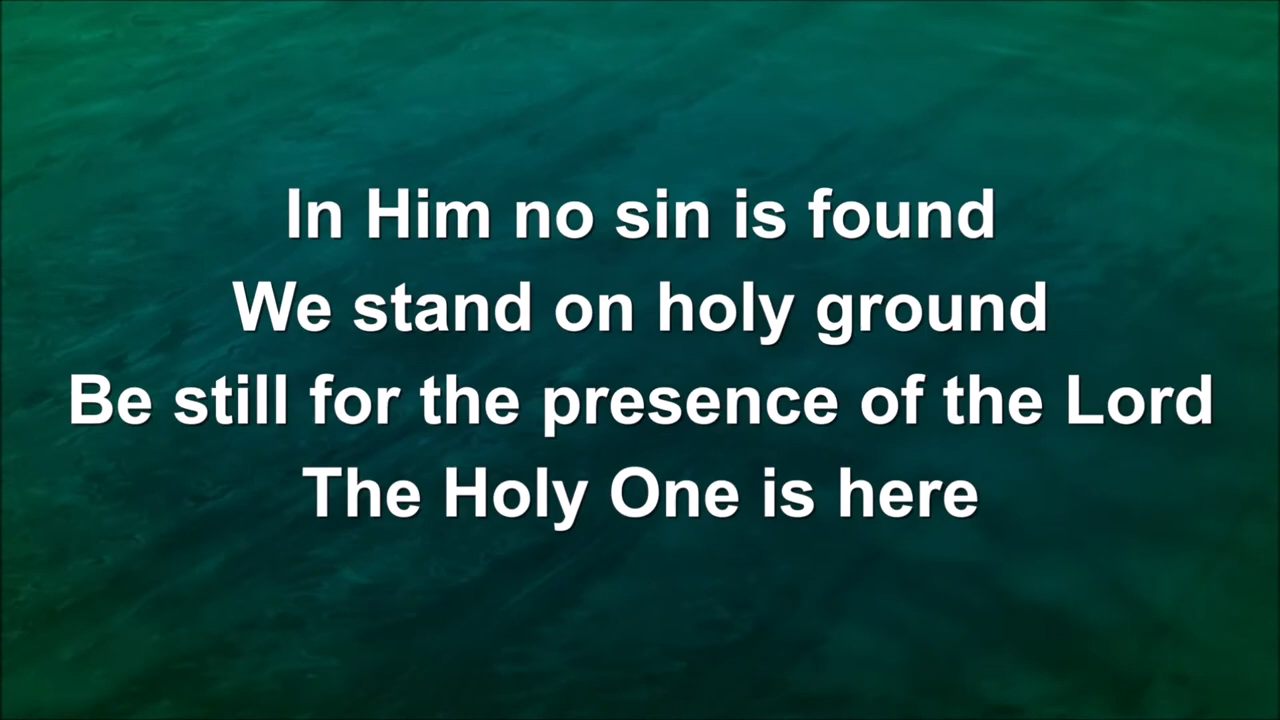 In Him no sin is found
We stand on holy ground
Be still for the presence of the Lord
The Holy One is here